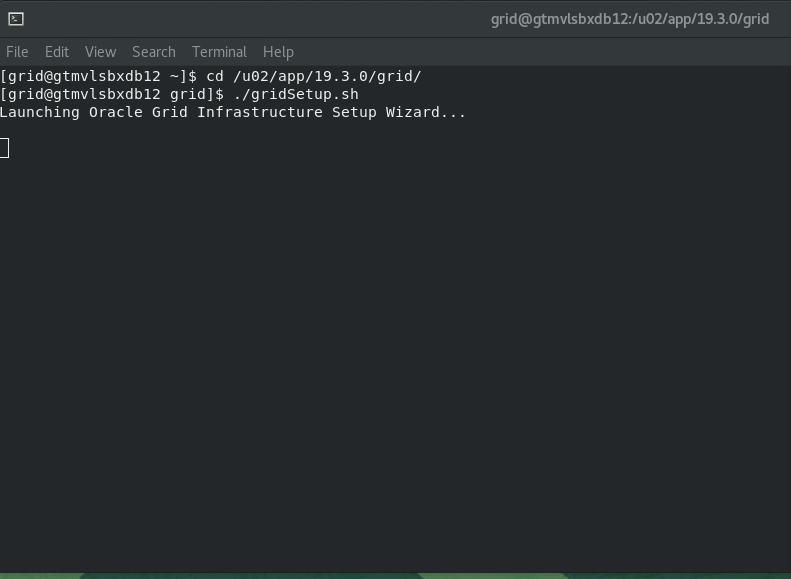 grid@gtmvlsbxdb12:/u02/app/19.3.0/grid
File Edit View Search Terminal Help
[grid@gtmvlsbxdb12 ~]$ cd /u02/app/19.3.0/grid/
[grid@gtmvlsbxdb12 grid]$ ./gridSetup.sh
Launching Oracle Grid Infrastructure Setup Wizard...